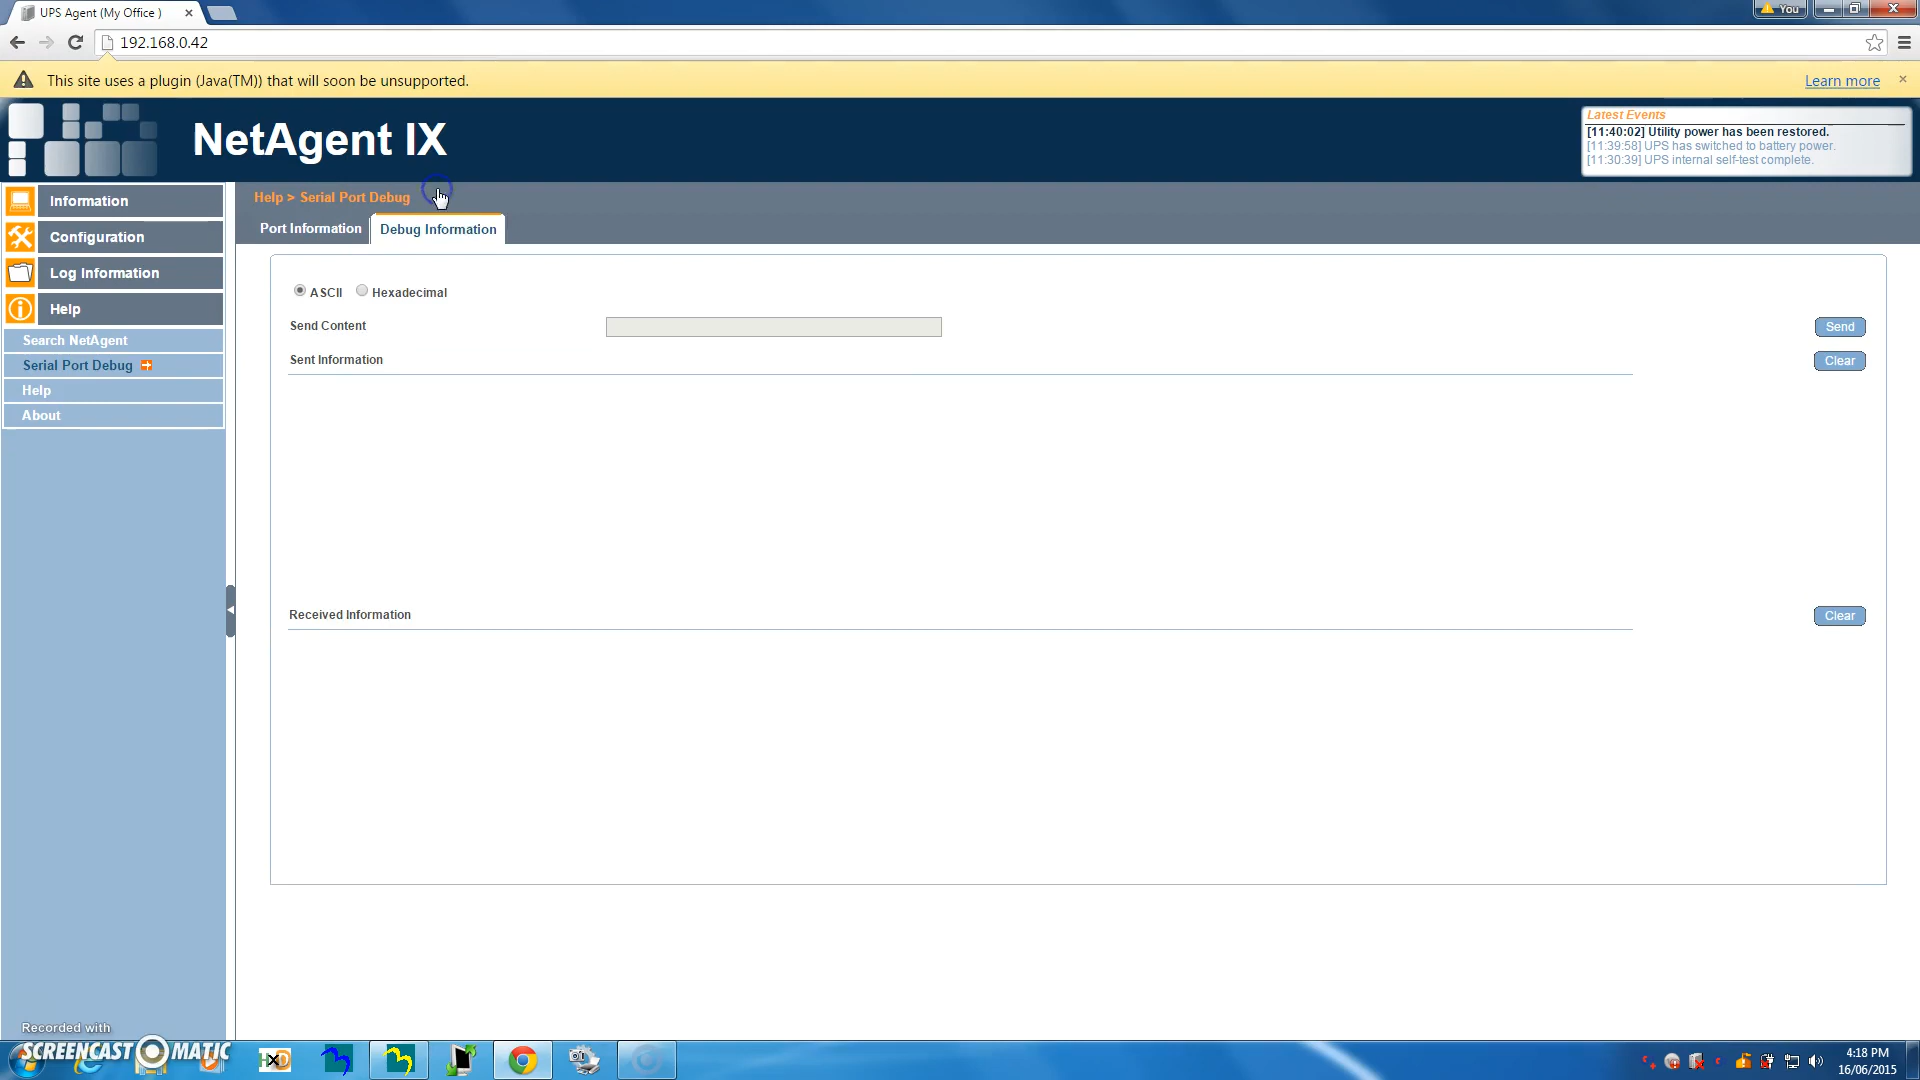 UPS Agent (My Office )
You
192.168.0.42
This site uses a plugin (Java(TM)) that will soon be unsupported.
Learn more
NetAgent IX
Latest Events
[11:40:02] Utility power has been restored.
[11:39:58] UPS has switched to battery power.
[11:30:39] UPS internal self-test complete.
Information
Configuration
Log Information
Help
Search NetAgent
Serial Port Debug
Help
About
Help > Serial Port Debug
Port Information
Debug Information
ASCII
Hexadecimal
Send Content
Send
Sent Information
Clear
Received Information
Clear
Recorded with
SCREENCAST MATIC
HXD
4:18 PM
16/06/2015